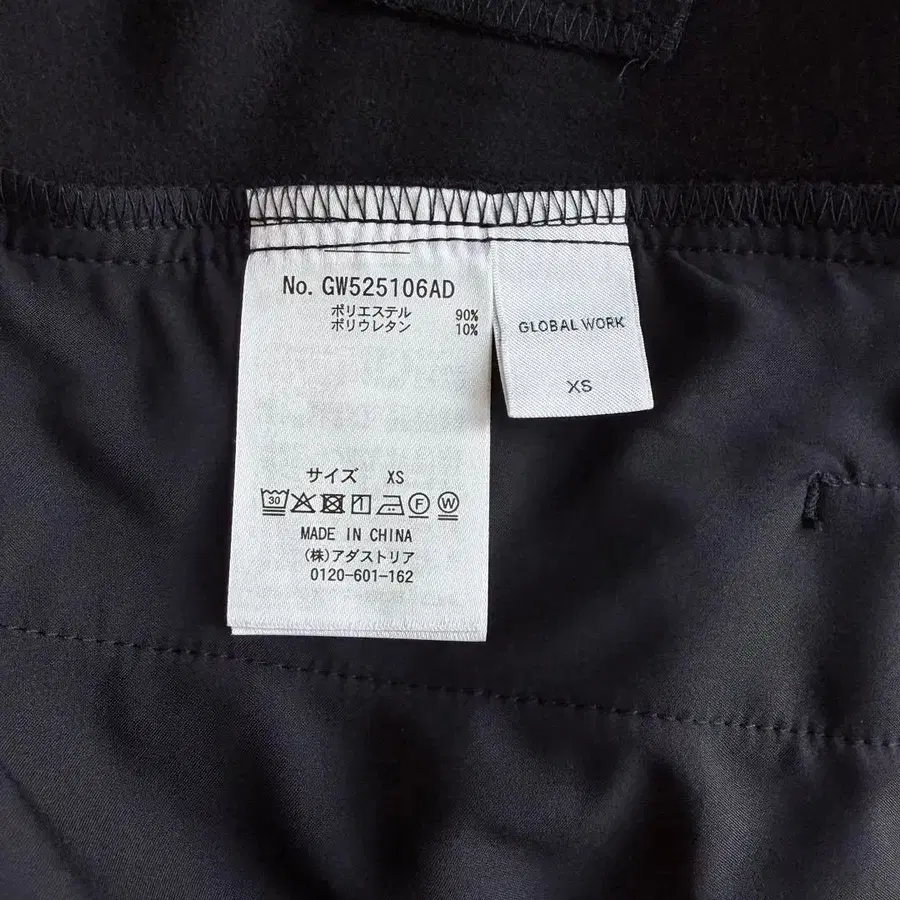 No. GW525106AD
ポリエステル 90%
ポリウレタン 10%
サイズ XS
30 F W
MADE IN CHINA
(株)アダストリア
0120-601-162
GLOBAL WORK
XS